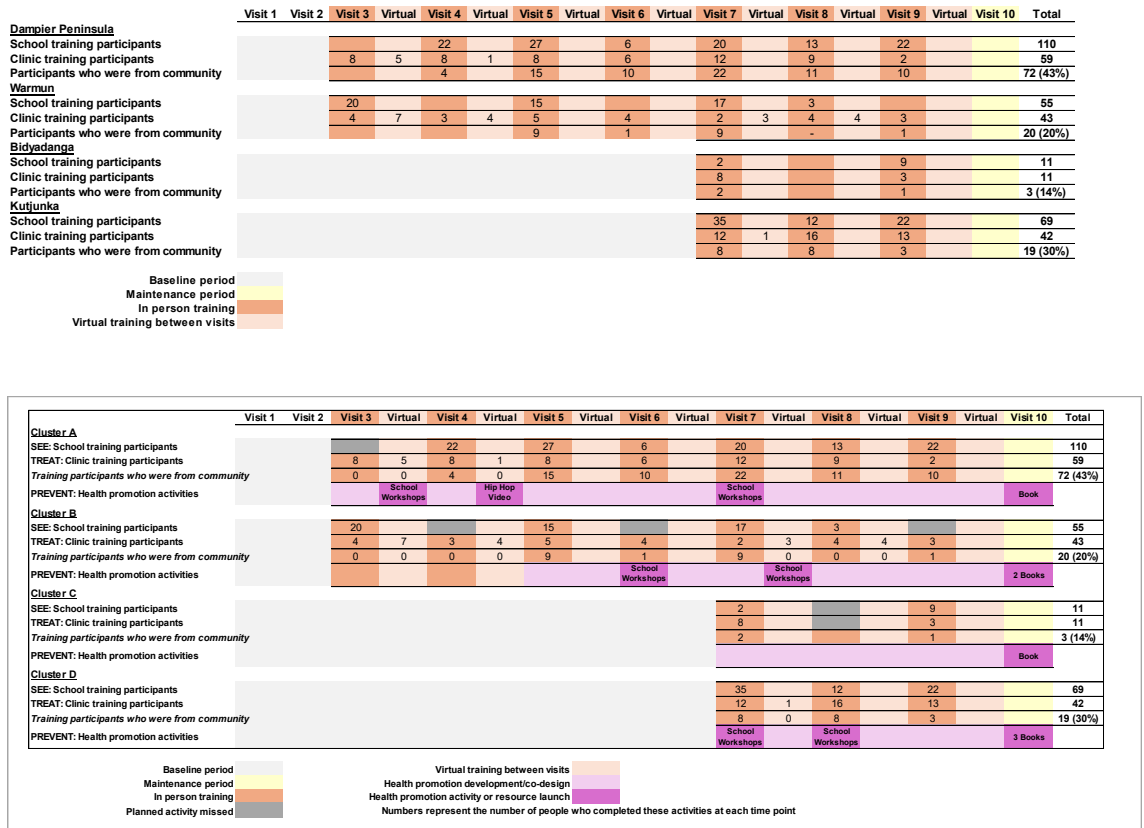 Visit 1 Visit 2 Visit 3 Virtual Visit 4 Virtual Visit 5 Virtual Visit 6 Virtual Visit 7 Virtual Visit 8 Virtual Visit 9 Virtual Visit 10 Total
Dampier Peninsula
School training participants 22 27 6 20 13 22 110
Clinic training participants 8 5 8 1 8 6 12 9 2 59
Participants who were from community 4 15 10 22 11 10 72 (43%)
Warmun
School training participants 20 15 17 3 55
Clinic training participants 4 7 3 4 5 4 2 3 4 4 3 43
Participants who were from community 9 1 9 - 1 20 (20%)
Bidyadanga
School training participants 2 9 11
Clinic training participants 8 3 11
Participants who were from community 2 1 3 (14%)
Kutjunka
School training participants 35 12 22 69
Clinic training participants 12 1 16 13 42
Participants who were from community 8 8 3 19 (30%)
Baseline period
Maintenance period
In person training
Virtual training between visits
Visit 1 Visit 2 Visit 3 Virtual Visit 4 Virtual Visit 5 Virtual Visit 6 Virtual Visit 7 Virtual Visit 8 Virtual Visit 9 Virtual Visit 10 Total
Cluster A
SEE: School training participants 22 27 6 20 13 22 110
TREAT: Clinic training participants 8 5 8 1 8 6 12 9 2 59
Training participants who were from community 0 0 4 0 15 10 22 11 10 72 (43%)
PREVENT: Health promotion activities School Workshops Hip Hop Video School Workshops Book
Cluster B
SEE: School training participants 20 15 17 3 55
TREAT: Clinic training participants 4 7 3 4 5 4 2 3 4 4 3 43
Training participants who were from community 0 0 0 0 9 1 9 0 0 0 1 20 (20%)
PREVENT: Health promotion activities School Workshops School Workshops 2 Books
Cluster C
SEE: School training participants 2 9 11
TREAT: Clinic training participants 8 3 11
Training participants who were from community 2 1 3 (14%)
PREVENT: Health promotion activities Book
Cluster D
SEE: School training participants 35 12 22 69
TREAT: Clinic training participants 12 1 16 13 42
Training participants who were from community 8 0 8 3 19 (30%)
PREVENT: Health promotion activities School Workshops School Workshops 3 Books
Baseline period Virtual training between visits
Maintenance period Health promotion development/co-design
In person training Health promotion activity or resource launch
Planned activity missed Numbers represent the number of people who completed these activities at each time point